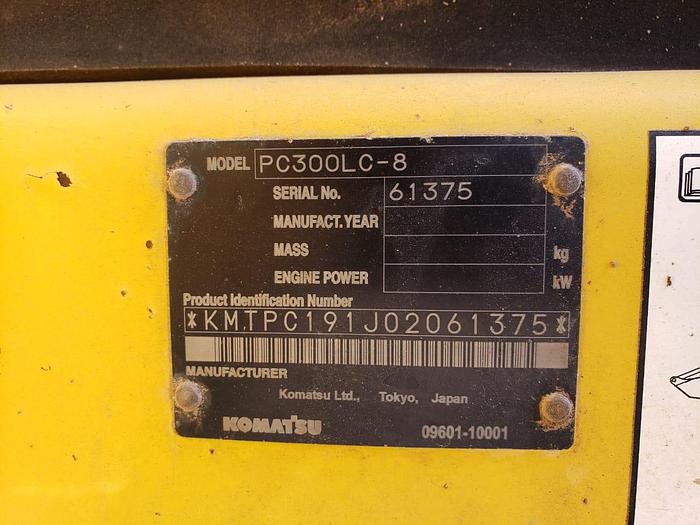 MODEL PC300LC-8
SERIAL No. 61375
MANUFACT. YEAR
MASS kg
ENGINE POWER kW
Product Identification Number
*KMTPC191J02061375*
MANUFACTURER
Komatsu Ltd., Tokyo, Japan
KOMATSU 09601-10001